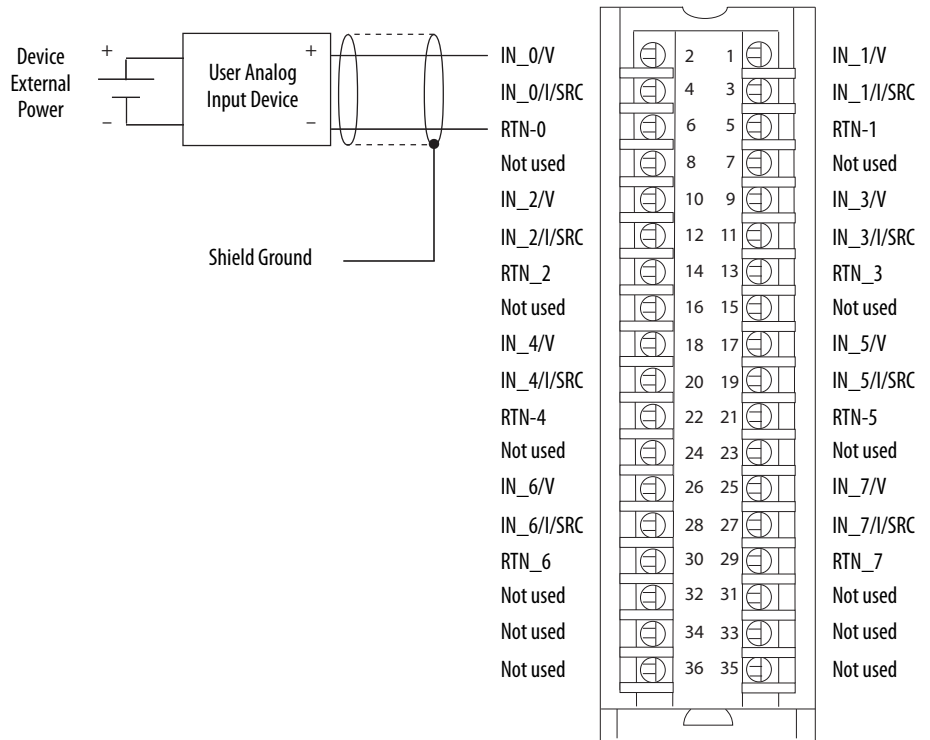 Device
External
Power
+
−
User Analog
Input Device
+
−
Shield Ground
IN_0/V 2 1 IN_1/V
IN_0/I/SRC 4 3 IN_1/I/SRC
RTN-0 6 5 RTN-1
Not used 8 7 Not used
IN_2/V 10 9 IN_3/V
IN_2/I/SRC 12 11 IN_3/I/SRC
RTN_2 14 13 RTN_3
Not used 16 15 Not used
IN_4/V 18 17 IN_5/V
IN_4/I/SRC 20 19 IN_5/I/SRC
RTN-4 22 21 RTN-5
Not used 24 23 Not used
IN_6/V 26 25 IN_7/V
IN_6/I/SRC 28 27 IN_7/I/SRC
RTN_6 30 29 RTN_7
Not used 32 31 Not used
Not used 34 33 Not used
Not used 36 35 Not used